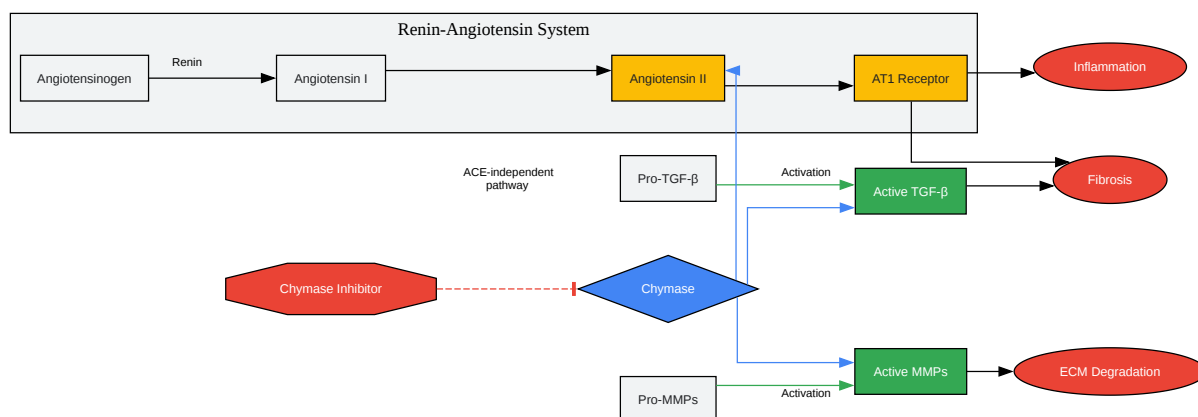 Renin-Angiotensin System
Angiotensinogen
Renin
Angiotensin I
Angiotensin II
AT1 Receptor
Inflammation
ACE-independent
pathway
Pro-TGF-β
Activation
Active TGF-β
Fibrosis
Chymase Inhibitor
Chymase
Pro-MMPs
Activation
Active MMPs
ECM Degradation